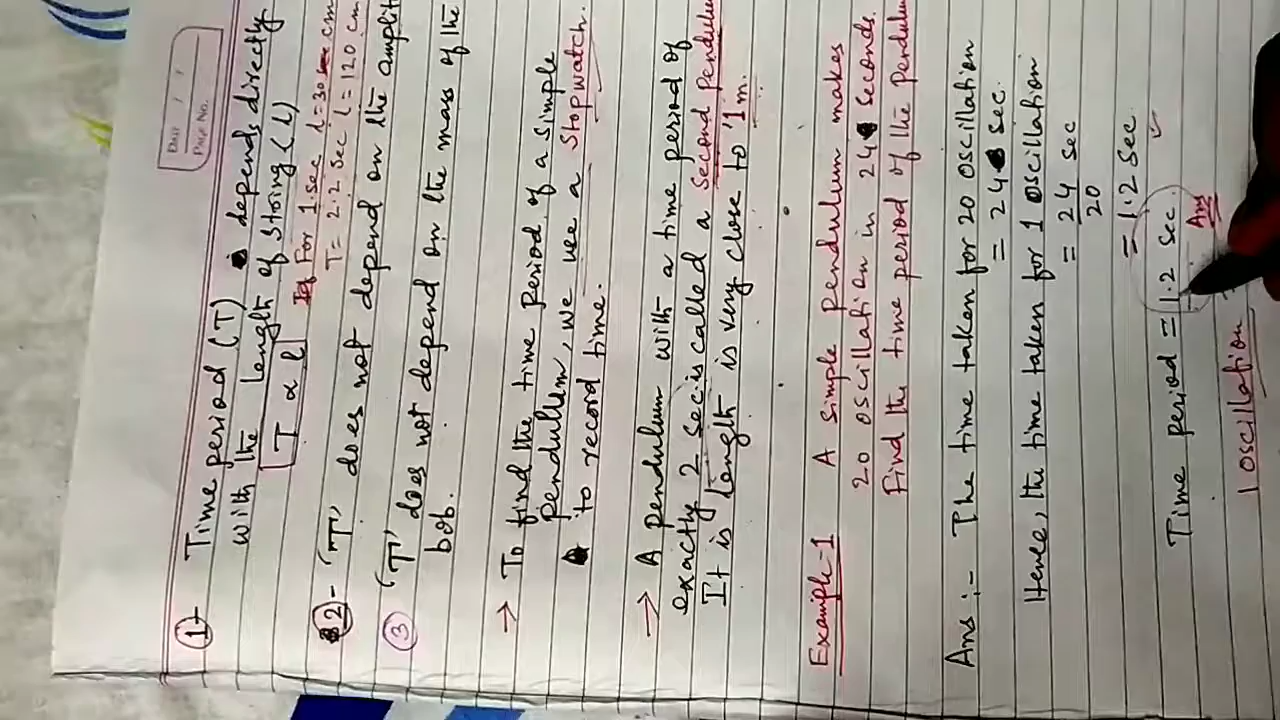 Date / /
Page No.
1 - Time period (T) depends directly
with the length of string (l)
T α l
If For 1.sec l = 30 cm
T = 2.2 sec l = 120 cm
2 - 'T' does not depend on the amplit
3 'T' does not depend on the mass of the
bob.
→ To find the time period of a simple
pendullem, we use a stopwatch.
to record time.
→ A pendulum with a time period of
exactly 2 sec is called a second pendulum
It is length is very close to '1m.
Example-1 A simple pendulum makes
20 oscillation in 24 seconds.
Find the time period of the pendulu
Ans :- The time taken for 20 oscillation
= 24 sec.
Hence, the time taken for 1 oscillation
= 24 sec
20
= 1.2 sec
Time period = 1.2 sec.
Ans
1 oscillation